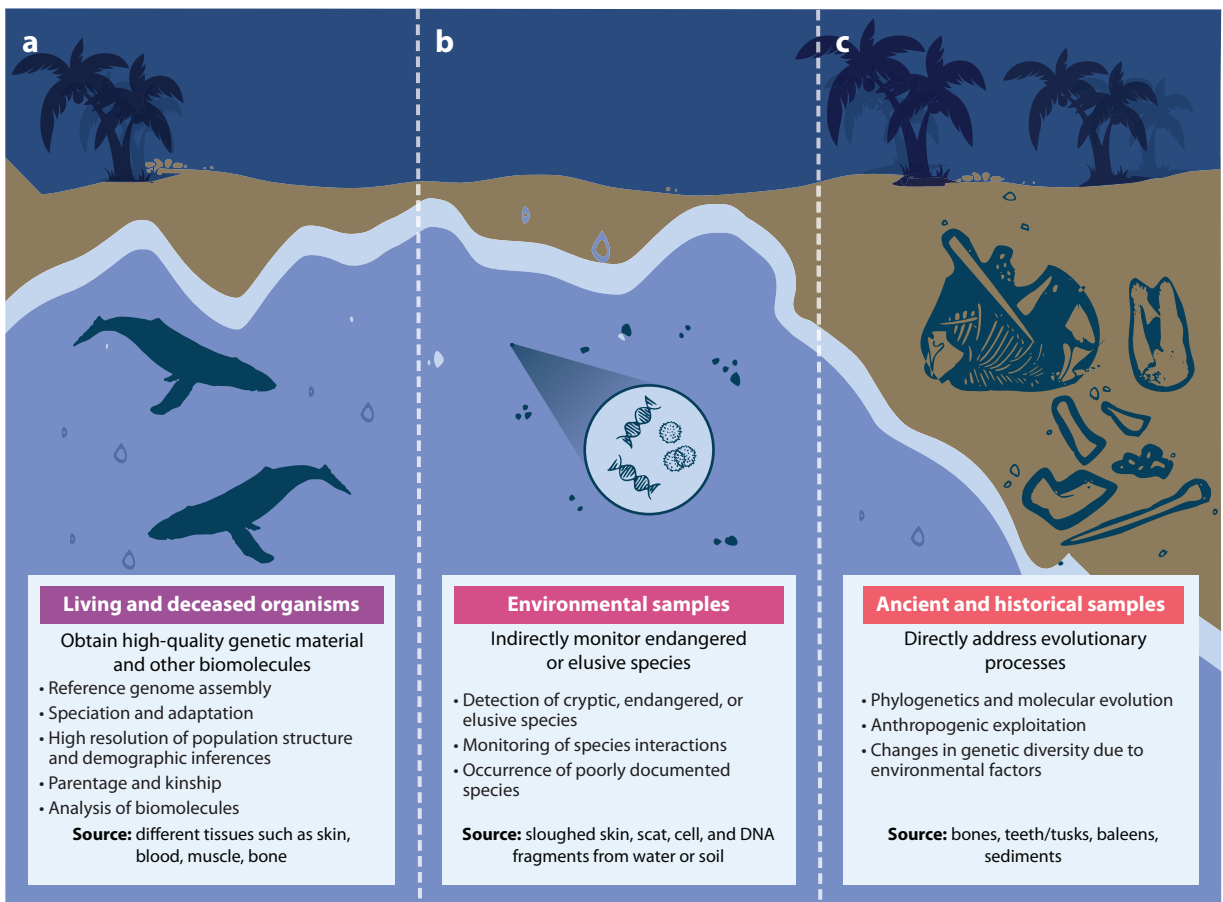 a
b
c
Living and deceased organisms
Obtain high-quality genetic material
and other biomolecules
• Reference genome assembly
• Speciation and adaptation
• High resolution of population structure
and demographic inferences
• Parentage and kinship
• Analysis of biomolecules
Source: different tissues such as skin,
blood, muscle, bone
Environmental samples
Indirectly monitor endangered
or elusive species
• Detection of cryptic, endangered, or
elusive species
• Monitoring of species interactions
• Occurrence of poorly documented
species
Source: sloughed skin, scat, cell, and DNA
fragments from water or soil
Ancient and historical samples
Directly address evolutionary
processes
• Phylogenetics and molecular evolution
• Anthropogenic exploitation
• Changes in genetic diversity due to
environmental factors
Source: bones, teeth/tusks, baleens,
sediments